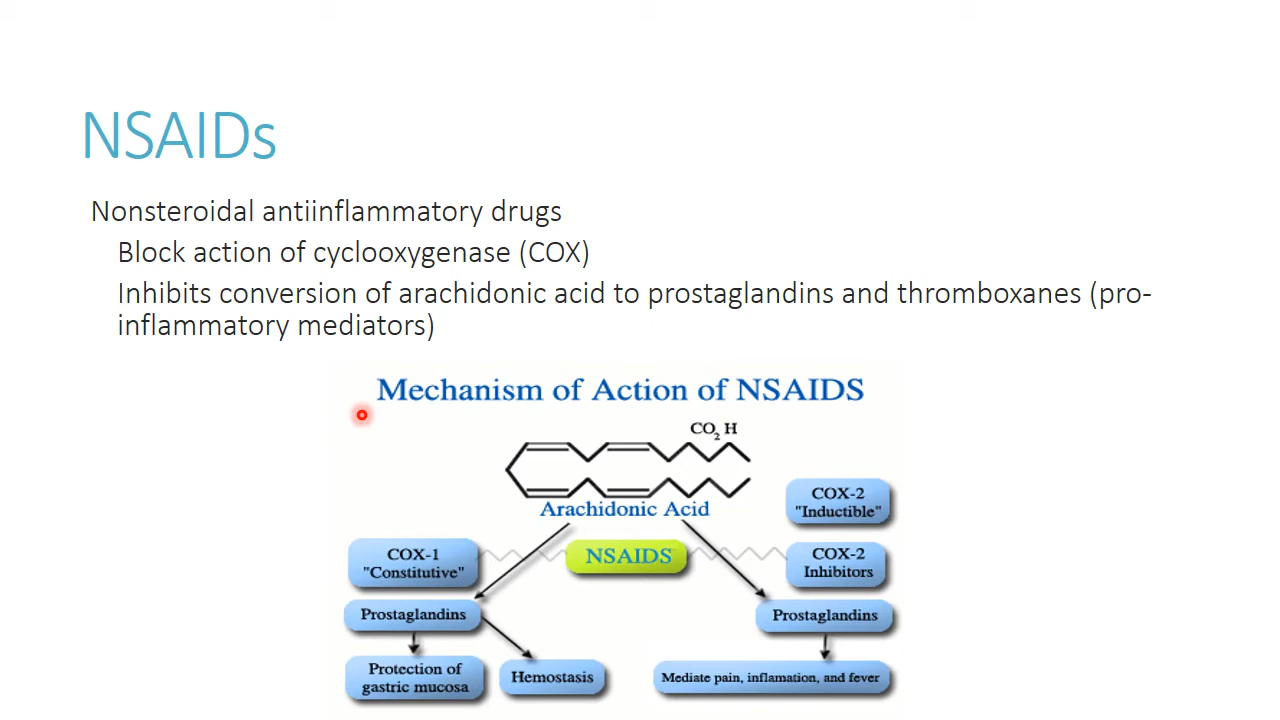 NSAIDs
Nonsteroidal antiinflammatory drugs
Block action of cyclooxygenase (COX)
Inhibits conversion of arachidonic acid to prostaglandins and thromboxanes (pro-
inflammatory mediators)
Mechanism of Action of NSAIDS
CO2 H
Arachidonic Acid
COX-2
"Inductible"
COX-1
"Constitutive"
NSAIDS
COX-2
Inhibitors
Prostaglandins
Prostaglandins
Protection of
gastric mucosa
Hemostasis
Mediate pain, inflamation, and fever